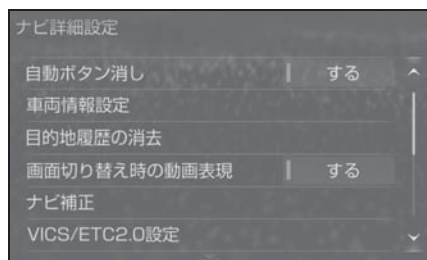 ナビ詳細設定
自動ボタン消し する
車両情報設定
目的地履歴の消去
画面切り替え時の動画表現 する
ナビ補正
VICS/ETC2.0設定